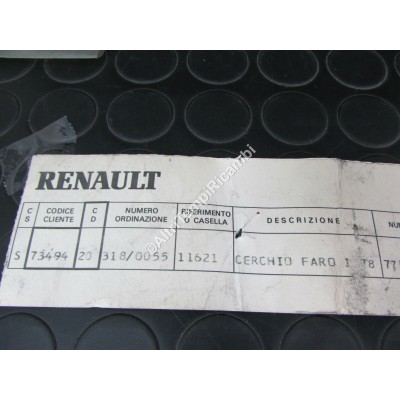 RENAULT
C S CODICE CLIENTE C D NUMERO ORDINAZIONE RIFERIMENTO O CASELLA DESCRIZIONE
S 73494 20 318/0055 11621 CERCHIO FARO